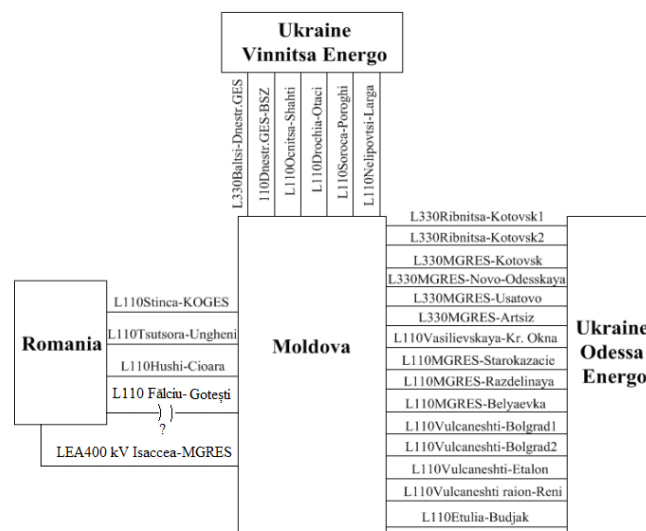 Ukraine
Vinnitsa Energo
L330Baltsi-Dnestr.GES
110Dnestr.GES-BSZ
L110Ocnitsa-Shahti
L110Drochia-Otaci
L110Soroca-Poroghi
L110Nelipovtsi-Larga
Romania
L110Stinca-KOGES
L110Tsutsora-Ungheni
L110Hushi-Cioara
L110 Fălciu- Gotești
?
LEA400 kV Isaccea-MGRES
Moldova
L330Ribnitsa-Kotovsk1
L330Ribnitsa-Kotovsk2
L330MGRES-Kotovsk
L330MGRES-Novo-Odesskaya
L330MGRES-Usatovo
L330MGRES-Artsiz
L110Vasilievskaya-Kr. Okna
L110MGRES-Starokazacie
L110MGRES-Razdelinaya
L110MGRES-Belyaevka
L110Vulcaneshti-Bolgrad1
L110Vulcaneshti-Bolgrad2
L110Vulcaneshti-Etalon
L110Vulcaneshti raion-Reni
L110Etulia-Budjak
Ukraine
Odessa
Energo